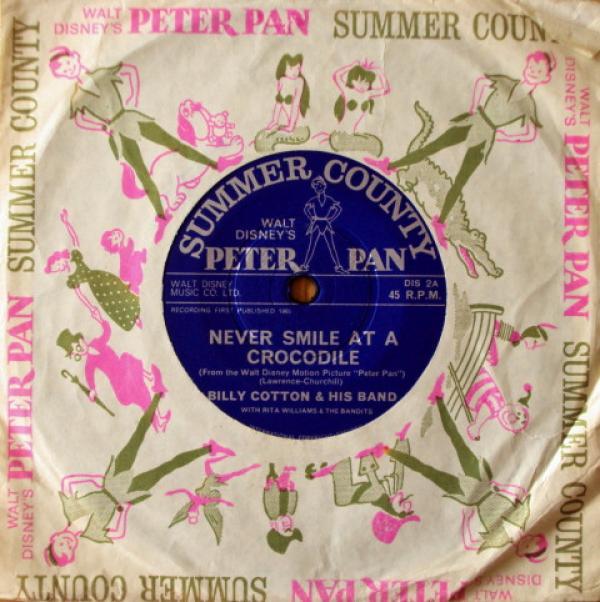 WALT
DISNEY'S PETER PAN SUMMER COUNTY
SUMMER COUNTY
WALT
DISNEY'S PETER PAN
WALT
DISNEY'S
PETER PAN
SUMMER COUNTY
SUMMER COUNTY
WALT
DISNEY'S
PETER PAN
WALT DISNEY
MUSIC CO. LTD.
DIS 2A
45 R.P.M.
RECORDING FIRST PUBLISHED
NEVER SMILE AT A
CROCODILE
(From the Walt Disney Motion Picture "Peter Pan")
(Lawrence-Churchill)
BILLY COTTON & HIS BAND
WITH RITA WILLIAMS & THE BANDITS
SUMMER COUNTY
WALT
DISNEY'S PETER PAN
SUMMER COUNTY